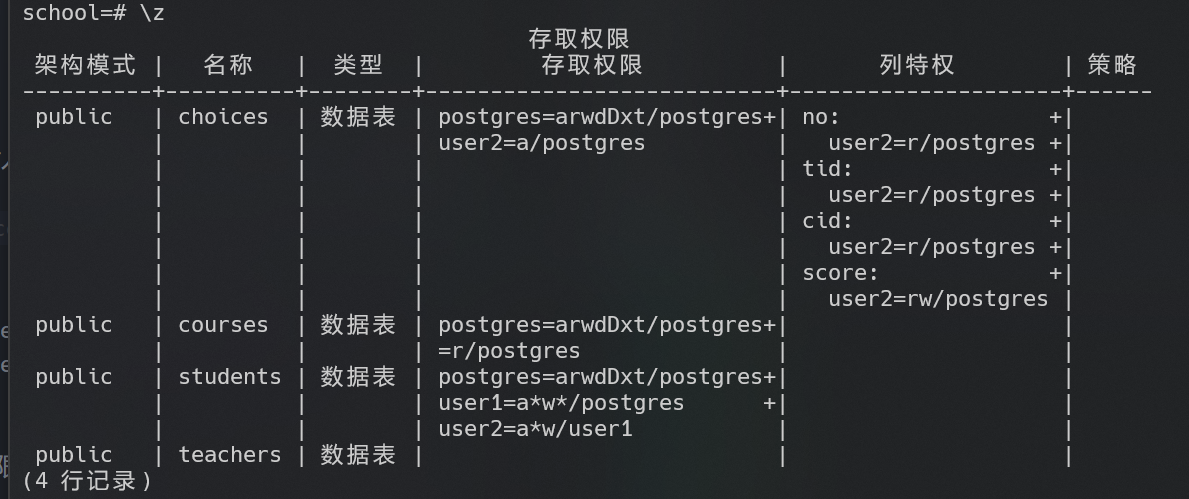 school=# \z
存取权限
架构模式 | 名称 | 类型 | 存取权限 | 列特权 | 策略
----------+----------+--------+---------------------------+---------------------+------
public | choices | 数据表 | postgres=arwdDxt/postgres+| no: +|
| | | user2=a/postgres | user2=r/postgres +|
| | | | tid: +|
| | | | user2=r/postgres +|
| | | | cid: +|
| | | | user2=r/postgres +|
| | | | score: +|
| | | | user2=rw/postgres |
public | courses | 数据表 | postgres=arwdDxt/postgres+| |
| | | =r/postgres | |
public | students | 数据表 | postgres=arwdDxt/postgres+| |
| | | user1=a*w*/postgres +| |
| | | user2=a*w/user1 | |
public | teachers | 数据表 | | |
(4 行记录)